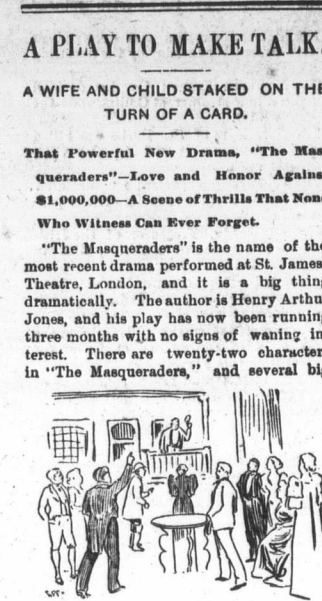 A PLAY TO MAKE TALK.
A WIFE AND CHILD STAKED ON THE
TURN OF A CARD.
That Powerful New Drama, "The Mas
queraders"—Love and Honor Agains
$1,000,000—A Scene of Thrills That Non
Who Witness Can Ever Forget.
"The Masqueraders" is the name of the
most recent drama performed at St. James
Theatre, London, and it is a big thin
dramatically. The author is Henry Arthu
Jones, and his play has now been runnin
three months with no signs of waning in
terest. There are twenty-two character
in "The Masqueraders," and several bi